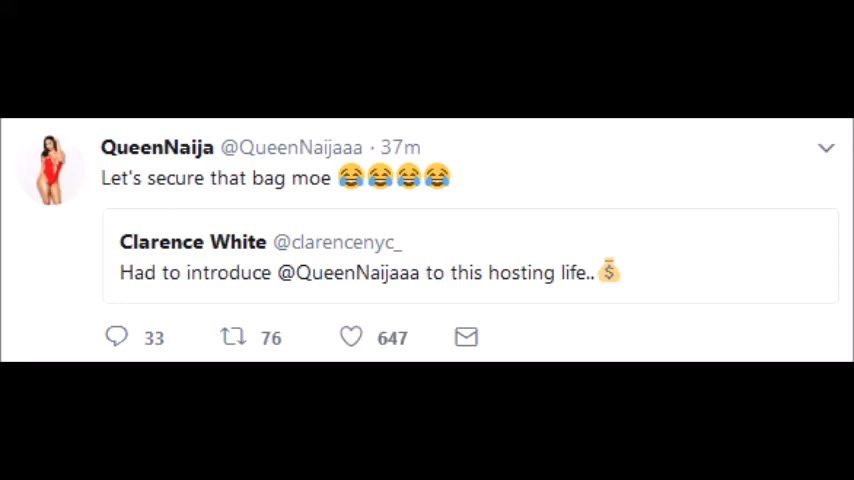 QueenNaija @QueenNaijaaa · 37m
Let's secure that bag moe 😂😂😂😂
Clarence White @clarencenyc_
Had to introduce @QueenNaijaaa to this hosting life..💰
33 76 647